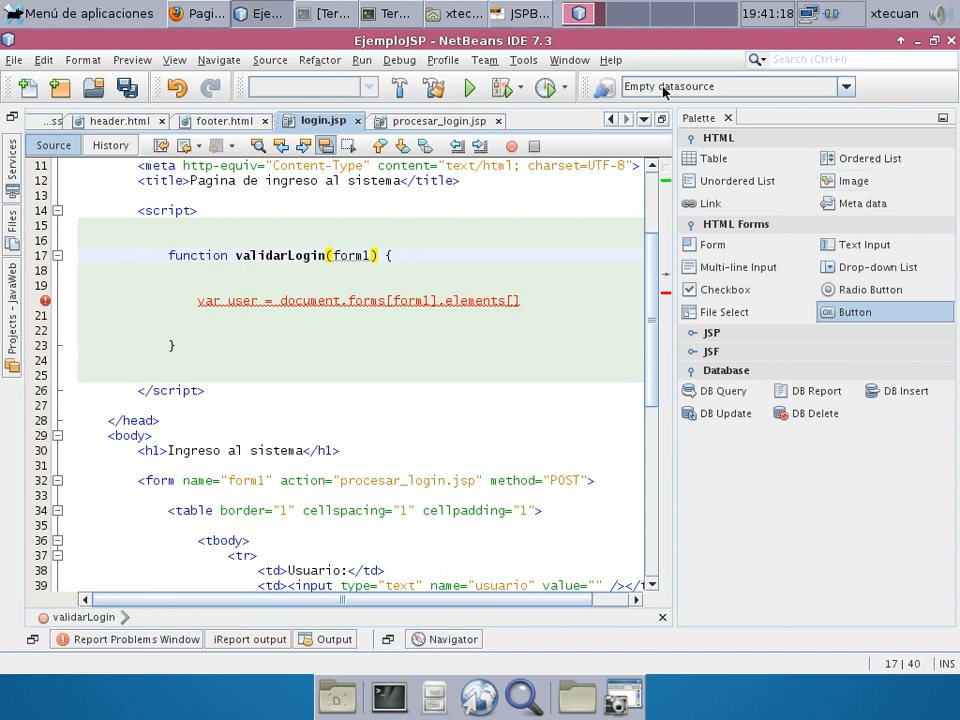 Menú de aplicaciones
Pagi...
Eje...
[Ter...
Ter...
xtec...
JSPB...
19:41:18
xtecuan
EjemploJSP - NetBeans IDE 7.3
File Edit Format Preview View Navigate Source Refactor Run Debug Profile Team Tools Window Help
Search (Ctrl+I)
Empty datasource
...ss
header.html
footer.html
login.jsp
procesar_login.jsp
Source
History
Services
Files
Projects - JavaWeb
11 <meta http-equiv="Content-Type" content="text/html; charset=UTF-8">
12 <title>Pagina de ingreso al sistema</title>
13
14 <script>
15
16
17 function validarLogin(form1) {
18
19
var user = document.forms[form1].elements[]
21
22
23 }
24
25
26 </script>
27
28 </head>
29 <body>
30 <h1>Ingreso al sistema</h1>
31
32 <form name="form1" action="procesar_login.jsp" method="POST">
33
34 <table border="1" cellspacing="1" cellpadding="1">
35
36 <tbody>
37 <tr>
38 <td>Usuario:</td>
39 <td><input type="text" name="usuario" value="" /></t
validarLogin
Report Problems Window
iReport output
Output
Navigator
17 | 40
INS
Palette
HTML
Table
Ordered List
Unordered List
Image
Link
Meta data
HTML Forms
Form
Text Input
Multi-line Input
Drop-down List
Checkbox
Radio Button
File Select
Button
JSP
JSF
Database
DB Query
DB Report
DB Insert
DB Update
DB Delete